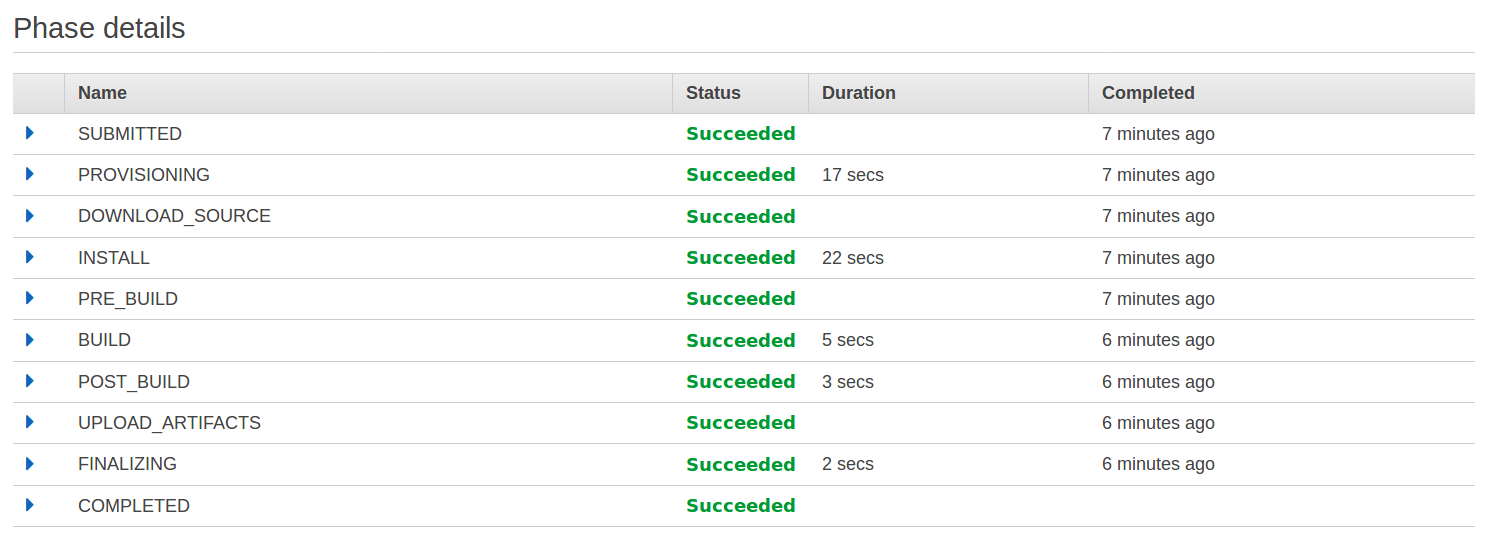 Phase details
Name Status Duration Completed
SUBMITTED Succeeded 7 minutes ago
PROVISIONING Succeeded 17 secs 7 minutes ago
DOWNLOAD_SOURCE Succeeded 7 minutes ago
INSTALL Succeeded 22 secs 7 minutes ago
PRE_BUILD Succeeded 7 minutes ago
BUILD Succeeded 5 secs 6 minutes ago
POST_BUILD Succeeded 3 secs 6 minutes ago
UPLOAD_ARTIFACTS Succeeded 6 minutes ago
FINALIZING Succeeded 2 secs 6 minutes ago
COMPLETED Succeeded